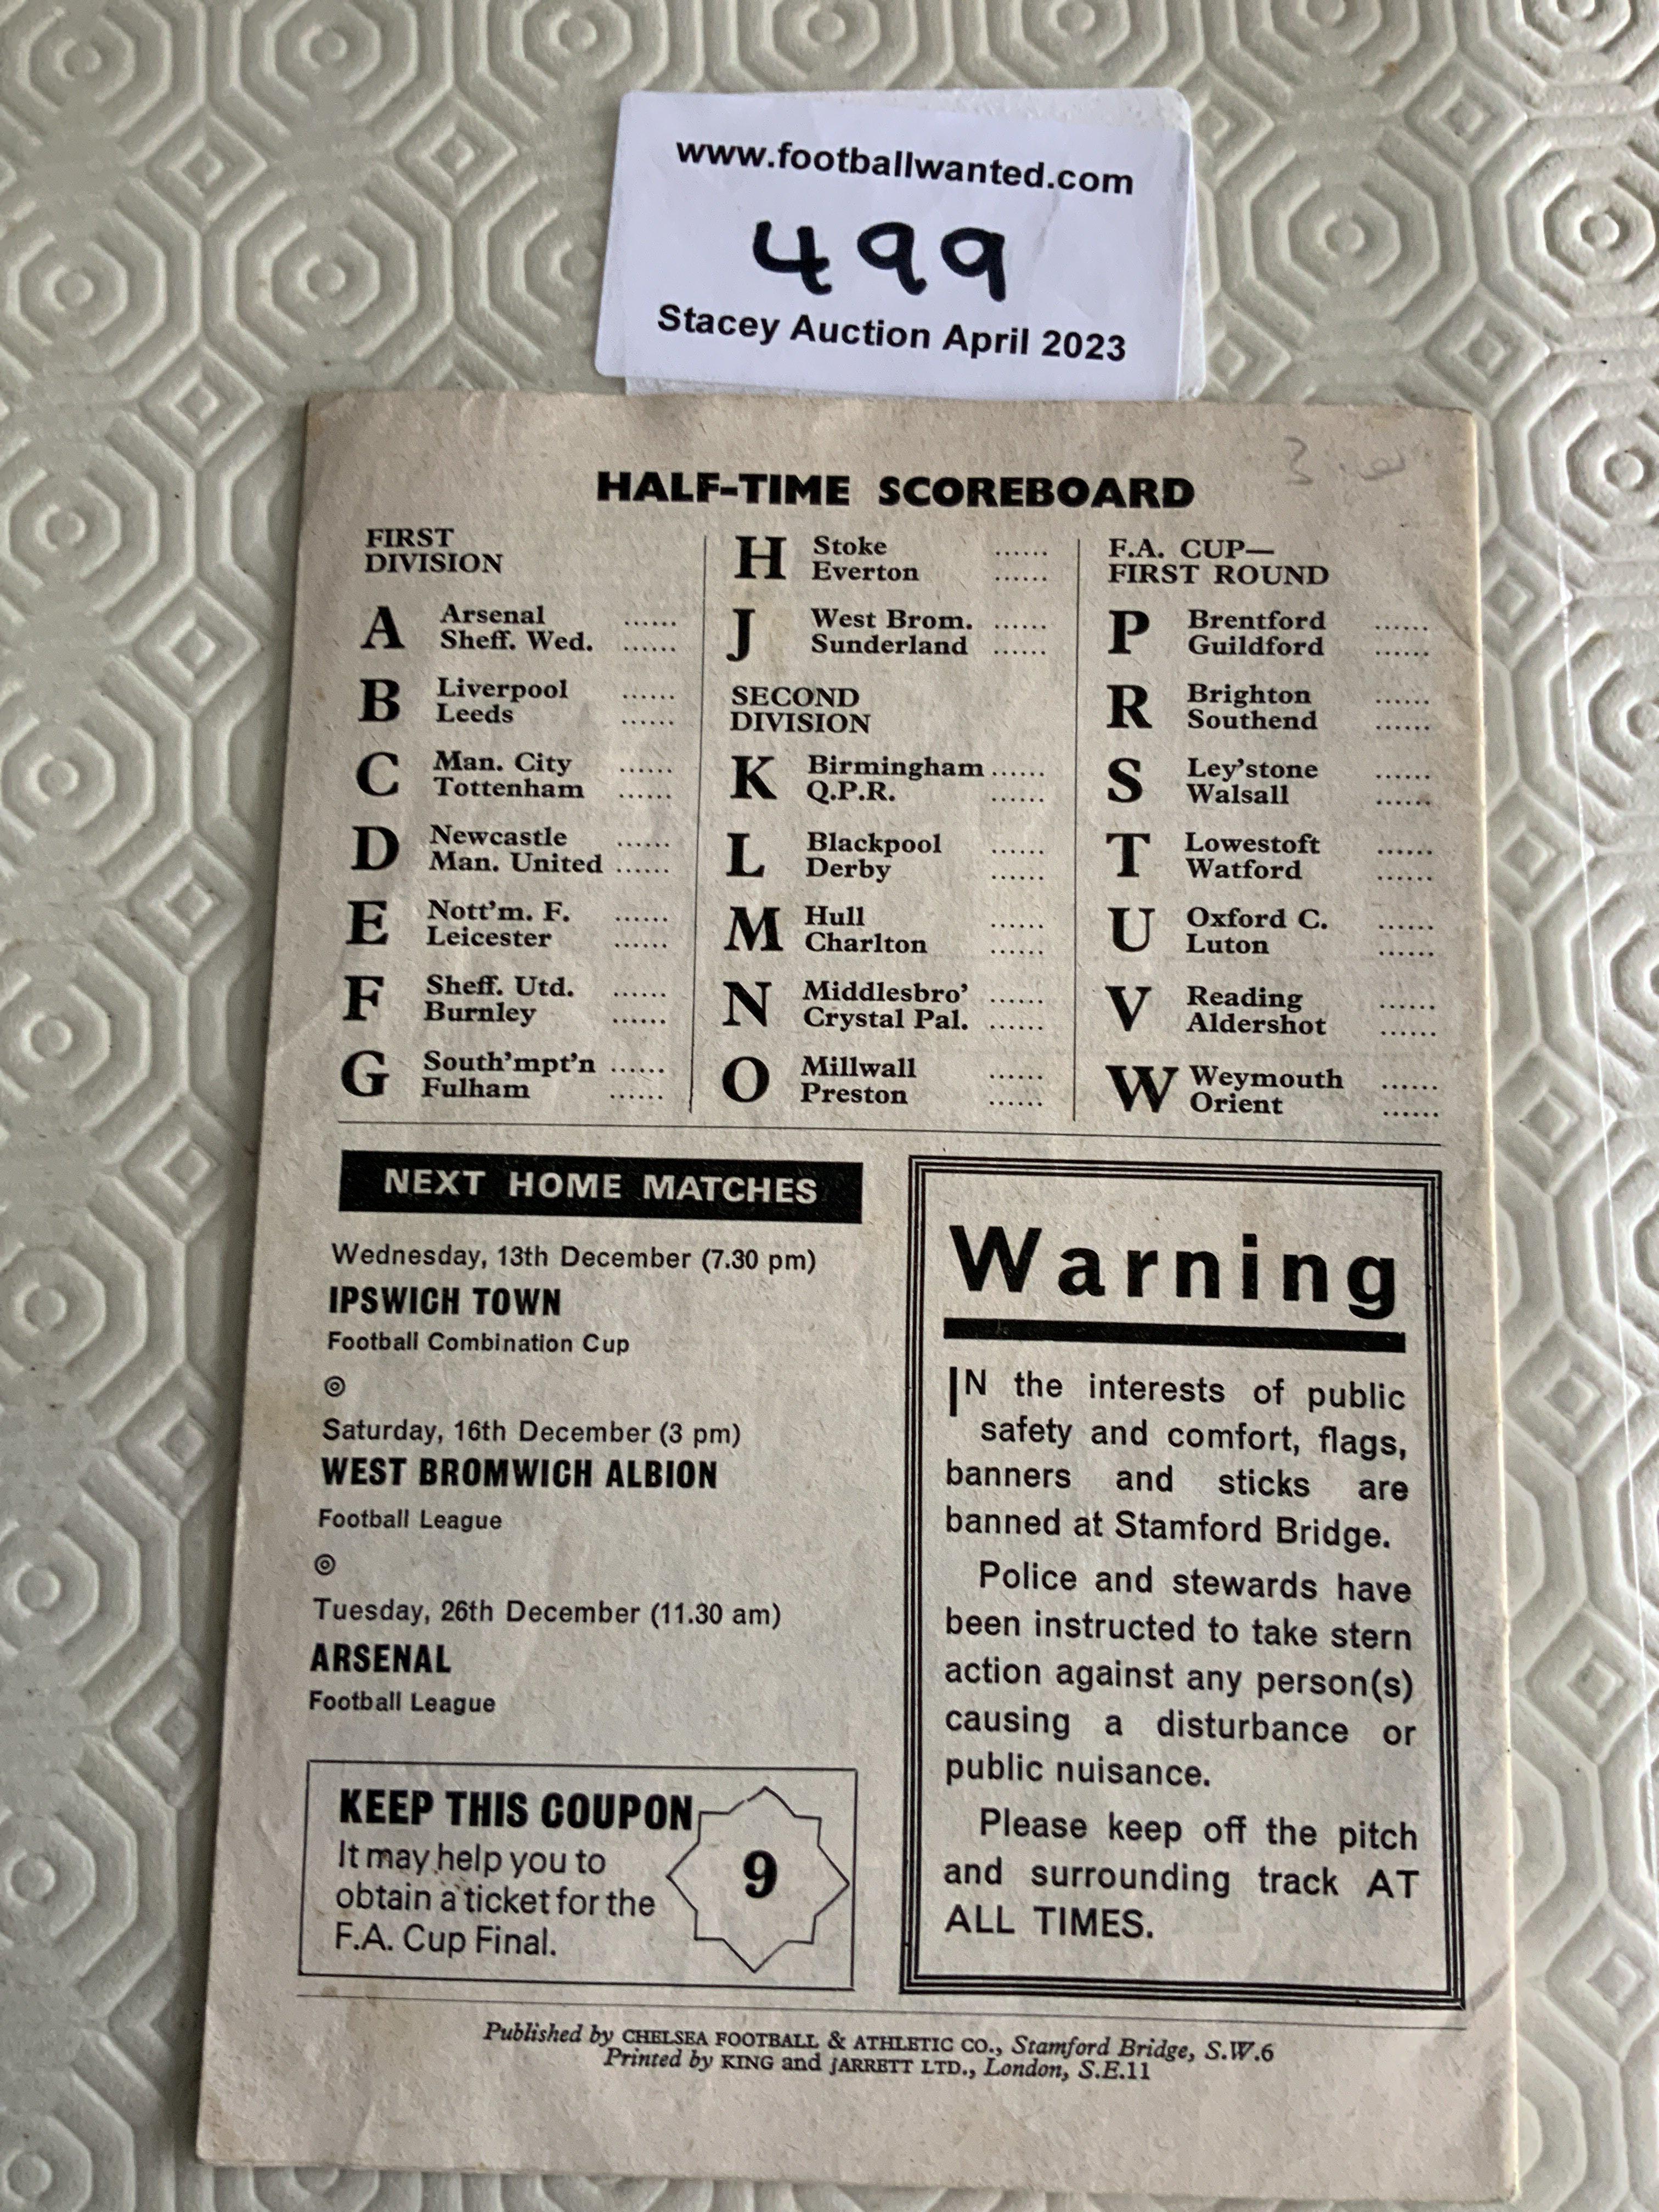 www.footballwanted.com
499
Stacey Auction April 2023
HALF-TIME SCOREBOARD
FIRST
DIVISION
A Arsenal ......
Sheff. Wed. ......
B Liverpool ......
Leeds ......
C Man. City ......
Tottenham ......
D Newcastle ......
Man. United ......
E Nott'm. F. ......
Leicester ......
F Sheff. Utd. ......
Burnley ......
G South'mpt'n ......
Fulham ......
H Stoke ......
Everton ......
J West Brom. ......
Sunderland ......
SECOND
DIVISION
K Birmingham ......
Q.P.R. ......
L Blackpool ......
Derby ......
M Hull ......
Charlton ......
N Middlesbro' ......
Crystal Pal. ......
O Millwall ......
Preston ......
F.A. CUP—
FIRST ROUND
P Brentford ......
Guildford ......
R Brighton ......
Southend ......
S Ley'stone ......
Walsall ......
T Lowestoft ......
Watford ......
U Oxford C. ......
Luton ......
V Reading ......
Aldershot ......
W Weymouth ......
Orient ......
NEXT HOME MATCHES
Wednesday, 13th December (7.30 pm)
IPSWICH TOWN
Football Combination Cup
Saturday, 16th December (3 pm)
WEST BROMWICH ALBION
Football League
Tuesday, 26th December (11.30 am)
ARSENAL
Football League
KEEP THIS COUPON
It may help you to
obtain a ticket for the
F.A. Cup Final.
9
Warning
IN the interests of public
safety and comfort, flags,
banners and sticks are
banned at Stamford Bridge.
Police and stewards have
been instructed to take stern
action against any person(s)
causing a disturbance or
public nuisance.
Please keep off the pitch
and surrounding track AT
ALL TIMES.
Published by CHELSEA FOOTBALL & ATHLETIC CO., Stamford Bridge, S.W.6
Printed by KING and JARRETT LTD., London, S.E.11